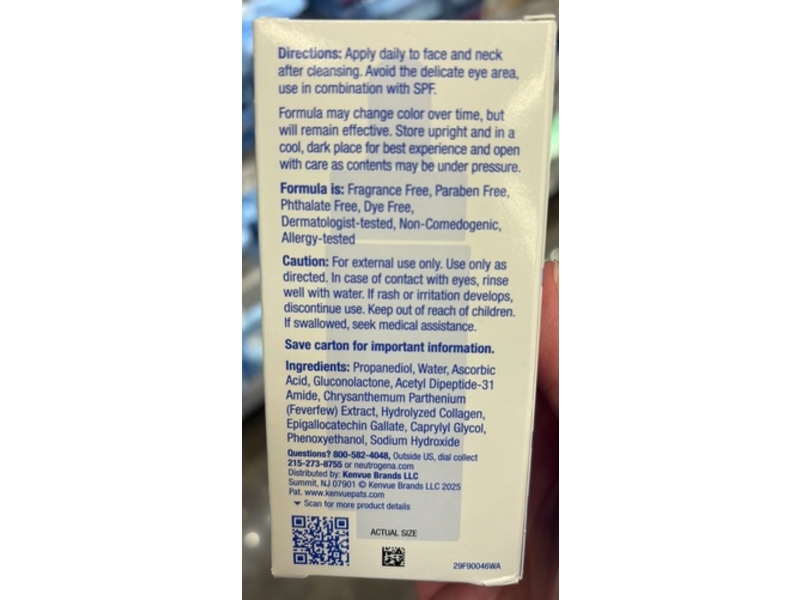 Directions: Apply daily to face and neck
after cleansing. Avoid the delicate eye area,
use in combination with SPF.
Formula may change color over time, but
will remain effective. Store upright and in a
cool, dark place for best experience and open
with care as contents may be under pressure.
Formula is: Fragrance Free, Paraben Free,
Phthalate Free, Dye Free,
Dermatologist-tested, Non-Comedogenic,
Allergy-tested
Caution: For external use only. Use only as
directed. In case of contact with eyes, rinse
well with water. If rash or irritation develops,
discontinue use. Keep out of reach of children.
If swallowed, seek medical assistance.
Save carton for important information.
Ingredients: Propanediol, Water, Ascorbic
Acid, Gluconolactone, Acetyl Dipeptide-31
Amide, Chrysanthemum Parthenium
(Feverfew) Extract, Hydrolyzed Collagen,
Epigallocatechin Gallate, Caprylyl Glycol,
Phenoxyethanol, Sodium Hydroxide
Questions? 800-582-4048, Outside US, dial collect
215-273-8755 or neutrogena.com
Distributed by: Kenvue Brands LLC
Summit, NJ 07901 © Kenvue Brands LLC 2025
Pat. www.kenvuepats.com
▼ Scan for more product details
ACTUAL SIZE
29F90046WA